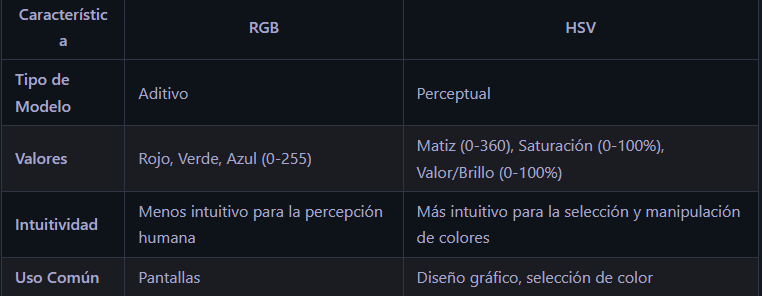 Característic
a
RGB
HSV
Tipo de
Modelo
Aditivo
Perceptual
Valores
Rojo, Verde, Azul (0-255)
Matiz (0-360), Saturación (0-100%),
Valor/Brillo (0-100%)
Intuitividad
Menos intuitivo para la percepción
humana
Más intuitivo para la selección y manipulación
de colores
Uso Común
Pantallas
Diseño gráfico, selección de color